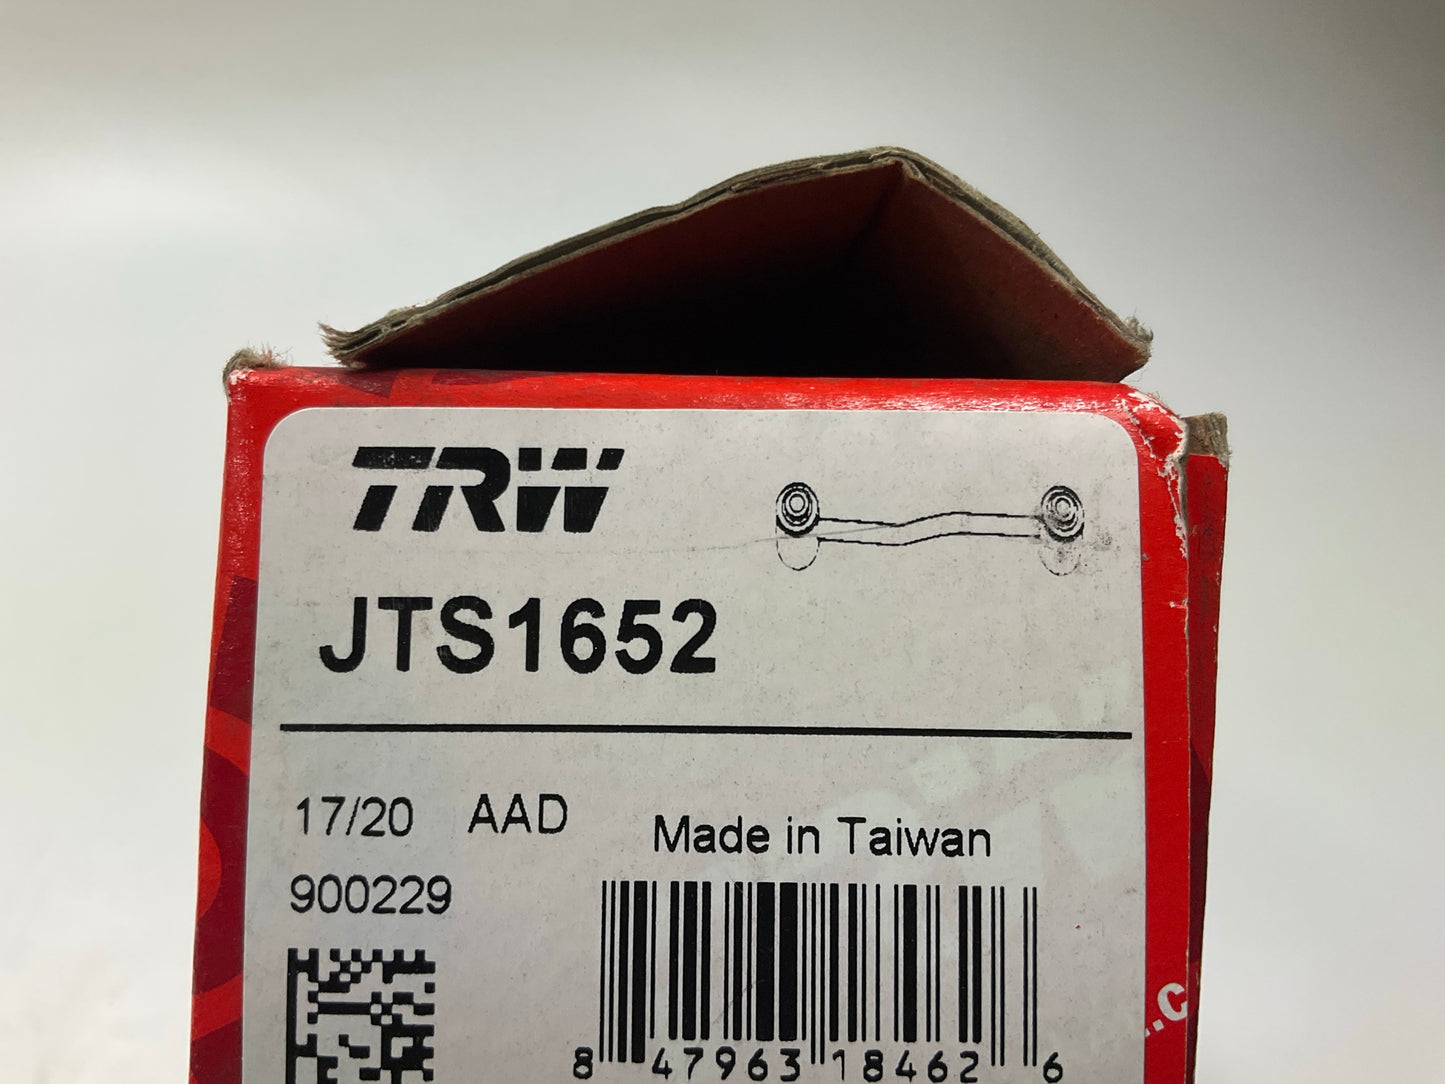 TRW
JTS1652
17/20 AAD
Made in Taiwan
900229
8 47963 18462 6
..c